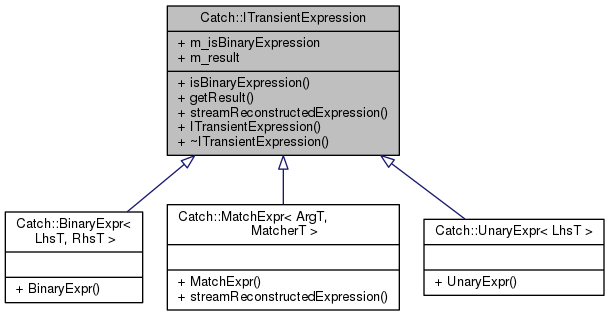 Catch::ITransientExpression
+ m_isBinaryExpression
+ m_result
+ isBinaryExpression()
+ getResult()
+ streamReconstructedExpression()
+ ITransientExpression()
+ ~ITransientExpression()
Catch::BinaryExpr<
LhsT, RhsT >
+ BinaryExpr()
Catch::MatchExpr< ArgT,
MatcherT >
+ MatchExpr()
+ streamReconstructedExpression()
Catch::UnaryExpr< LhsT >
+ UnaryExpr()